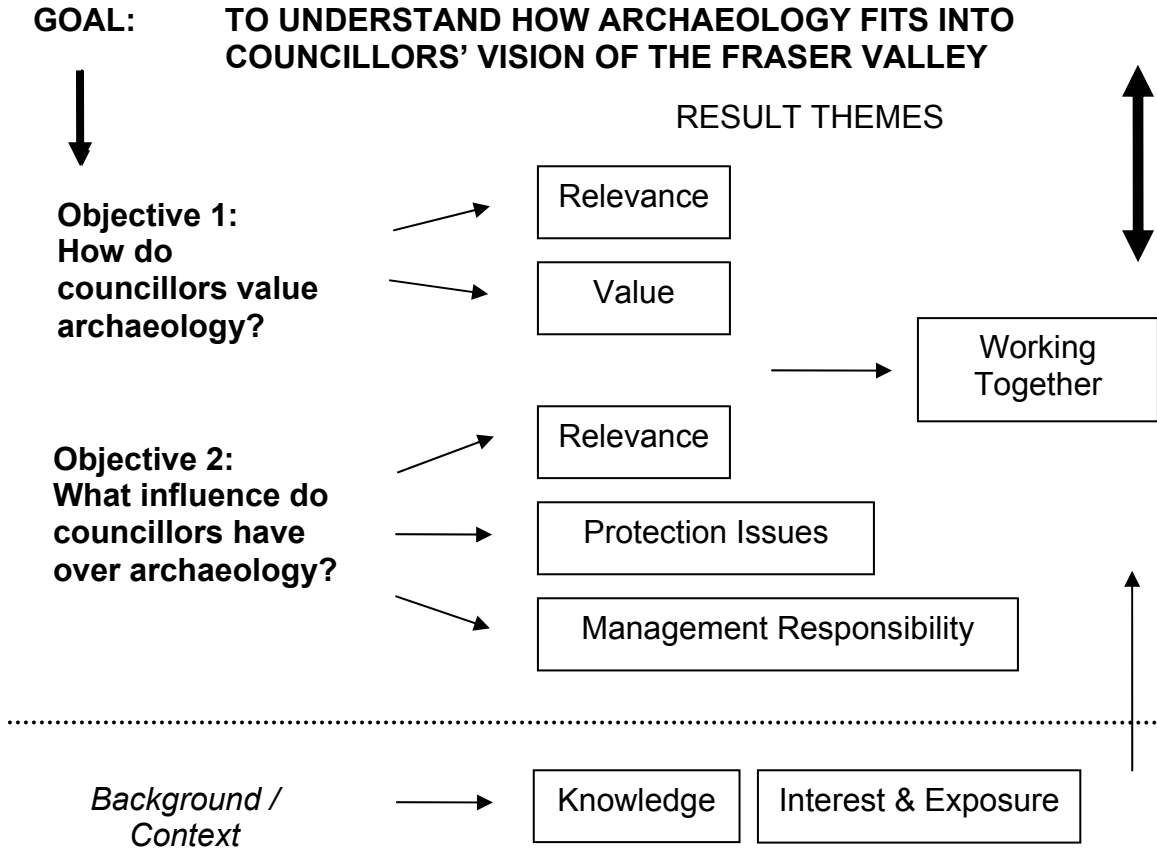 GOAL: TO UNDERSTAND HOW ARCHAEOLOGY FITS INTO
COUNCILLORS’ VISION OF THE FRASER VALLEY
RESULT THEMES
Objective 1:
How do
councillors value
archaeology?
Relevance
Value
Working
Together
Objective 2:
What influence do
councillors have
over archaeology?
Relevance
Protection Issues
Management Responsibility
Background /
Context
Knowledge
Interest & Exposure